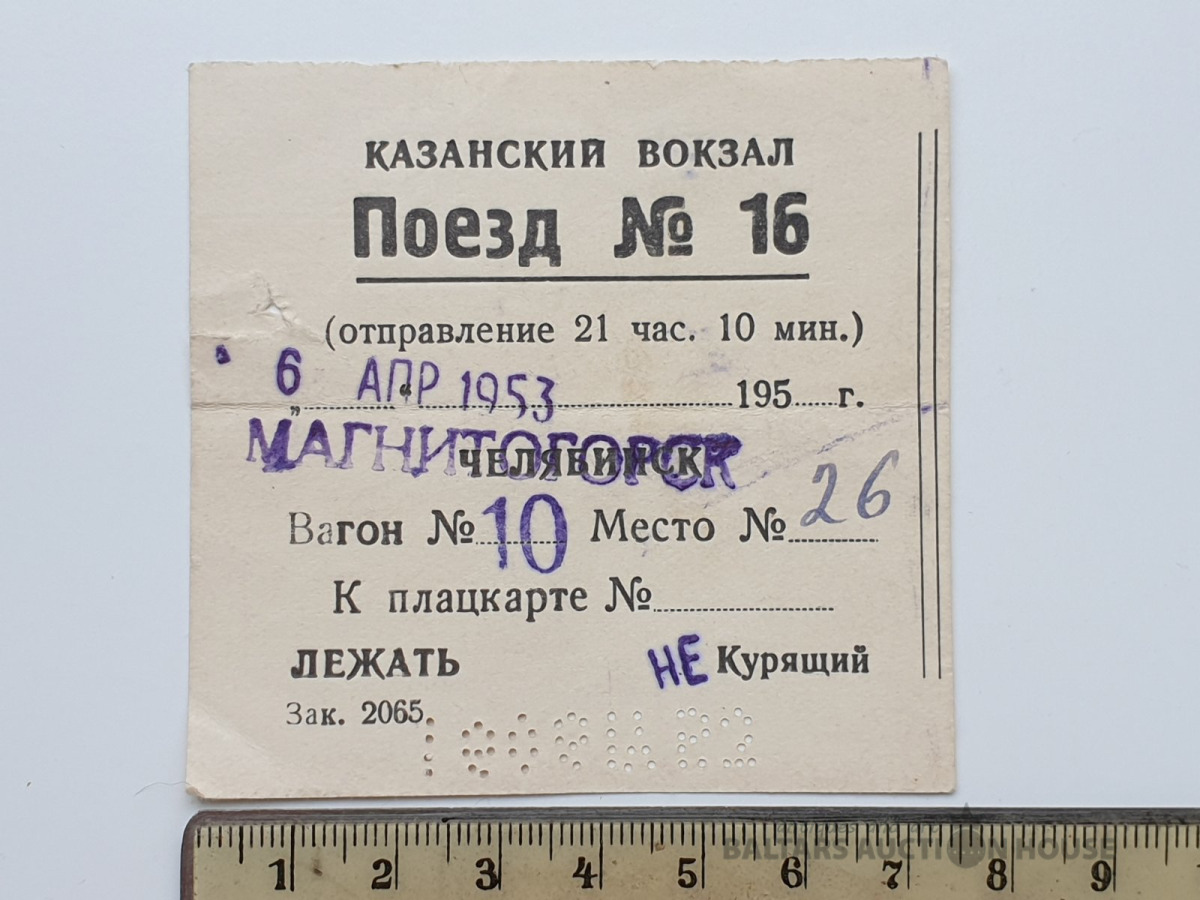 КАЗАНСКИЙ ВОКЗАЛ
Поезд № 16
(отправление 21 час. 10 мин.)
6 АПР 1953
„ “ 195 г.
МАГНИТОГОРСК
ЧЕЛЯБИНСК
Вагон № 10 Место № 26
К плацкарте №
ЛЕЖАТЬ НЕ Курящий
Зак. 2065
1 2 3 4 5 6 7 8 9
BALTARS AUCTION HOUSE